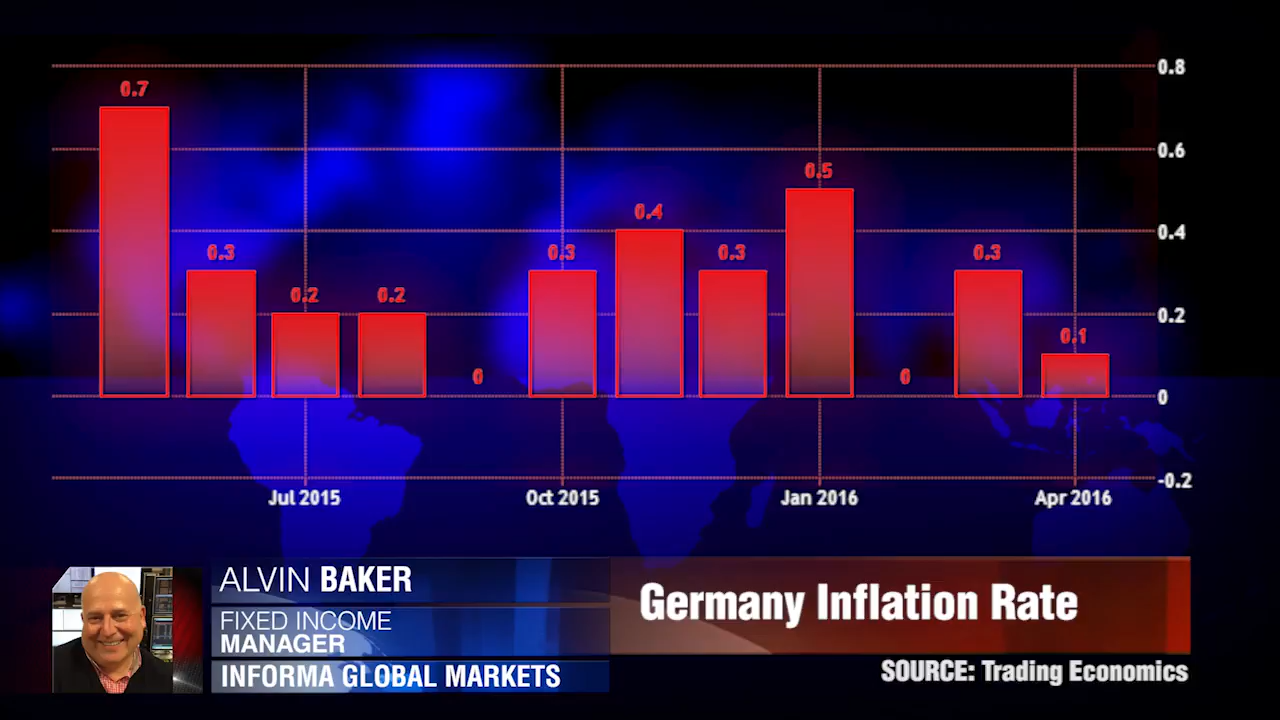 0.7
0.3
0.2
0.2
0
0.3
0.4
0.3
0.5
0
0.3
0.1
0.8
0.6
0.4
0.2
0
-0.2
Jul 2015
Oct 2015
Jan 2016
Apr 2016
ALVIN BAKER
FIXED INCOME
MANAGER
INFORMA GLOBAL MARKETS
Germany Inflation Rate
SOURCE: Trading Economics